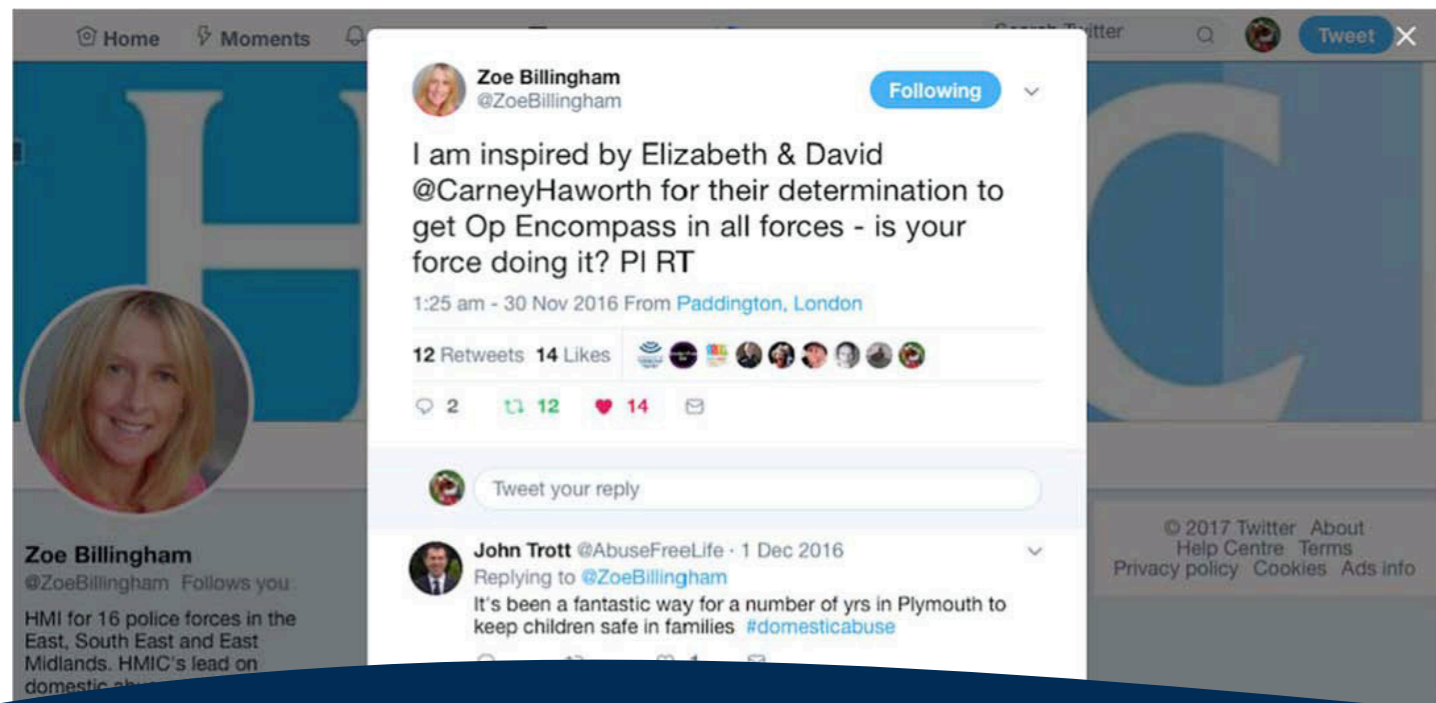 Home Moments
Tweet
Zoe Billingham
@ZoeBillingham
Following
I am inspired by Elizabeth & David
@CarneyHaworth for their determination to
get Op Encompass in all forces - is your
force doing it? Pl RT
1:25 am - 30 Nov 2016 From Paddington, London
12 Retweets 14 Likes
2 12 14
Tweet your reply
John Trott @AbuseFreeLife · 1 Dec 2016
Replying to @ZoeBillingham
It's been a fantastic way for a number of yrs in Plymouth to
keep children safe in families #domesticabuse
Zoe Billingham
@ZoeBillingham Follows you
HMI for 16 police forces in the
East, South East and East
Midlands. HMIC's lead on
domestic
© 2017 Twitter About
Help Centre Terms
Privacy policy Cookies Ads info